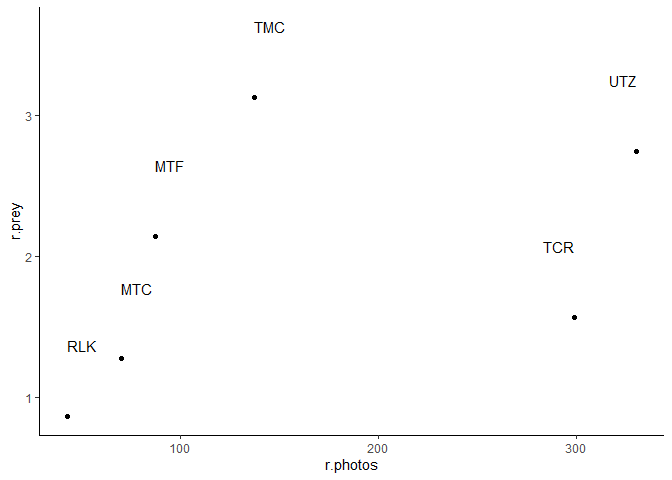 TMC
UTZ
3
MTF
r.prey
TCR
2
MTC
RLK
1
100 200 300
r.photos